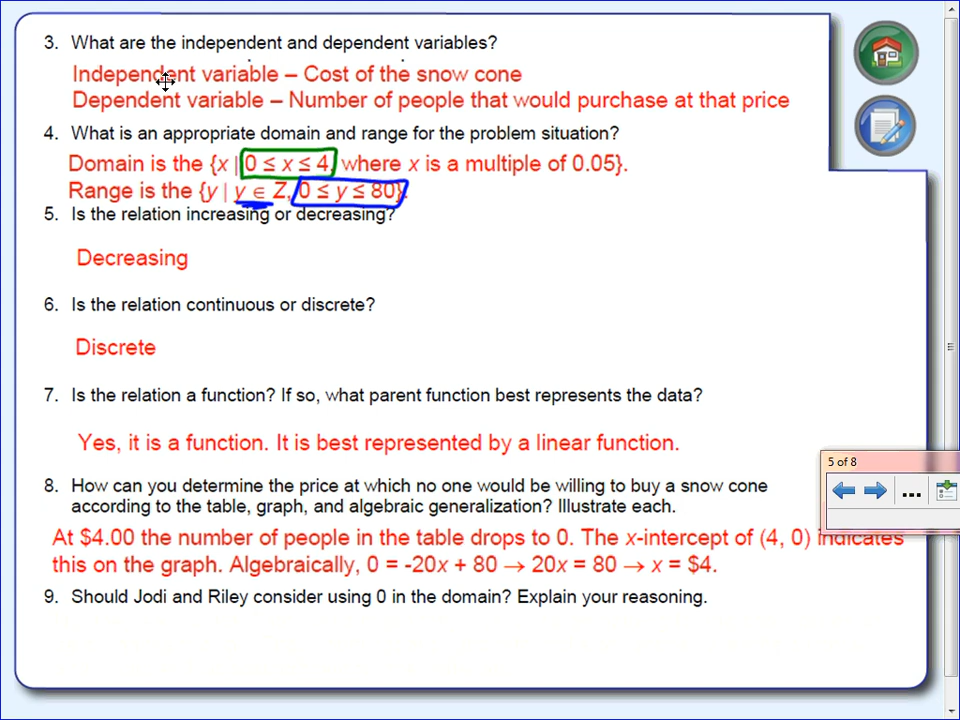 3. What are the independent and dependent variables?
Independent variable – Cost of the snow cone
Dependent variable – Number of people that would purchase at that price
4. What is an appropriate domain and range for the problem situation?
Domain is the {x | 0 ≤ x ≤ 4, where x is a multiple of 0.05}.
Range is the {y | y ∈ Z, 0 ≤ y ≤ 80}.
5. Is the relation increasing or decreasing?
Decreasing
6. Is the relation continuous or discrete?
Discrete
7. Is the relation a function? If so, what parent function best represents the data?
Yes, it is a function. It is best represented by a linear function.
5 of 8
8. How can you determine the price at which no one would be willing to buy a snow cone
according to the table, graph, and algebraic generalization? Illustrate each.
At $4.00 the number of people in the table drops to 0. The x-intercept of (4, 0) indicates
this on the graph. Algebraically, 0 = -20x + 80 → 20x = 80 → x = $4.
9. Should Jodi and Riley consider using 0 in the domain? Explain your reasoning.